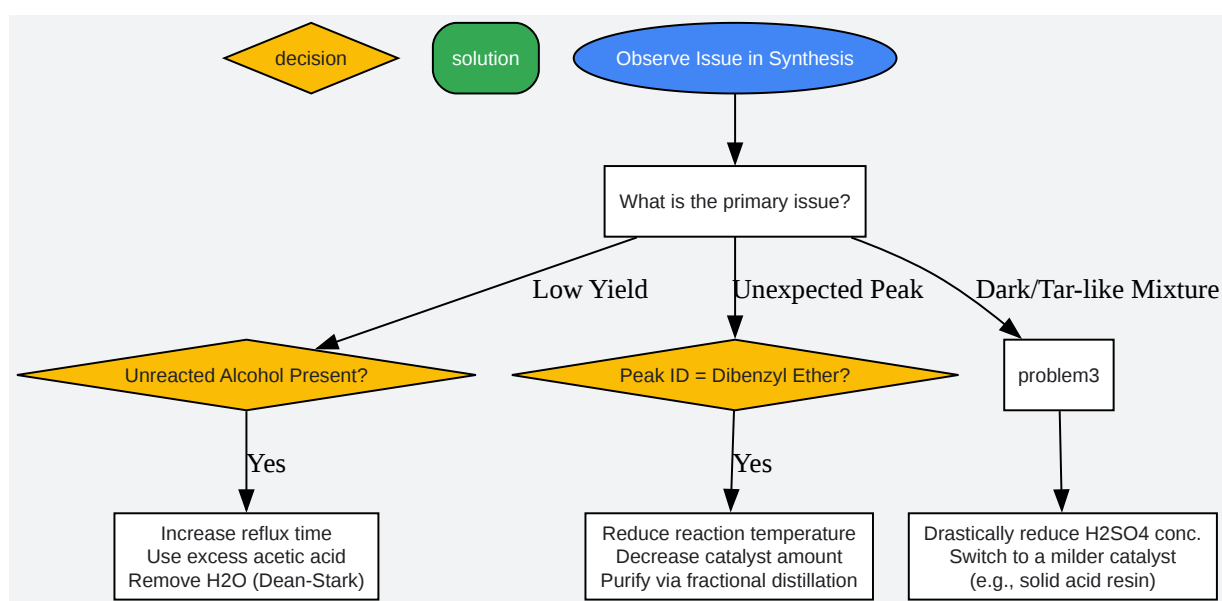 decision
solution
Observe Issue in Synthesis
What is the primary issue?
Low Yield
Unexpected Peak
Dark/Tar-like Mixture
Unreacted Alcohol Present?
Peak ID = Dibenzyl Ether?
problem3
Yes
Yes
Increase reflux time
Use excess acetic acid
Remove H2O (Dean-Stark)
Reduce reaction temperature
Decrease catalyst amount
Purify via fractional distillation
Drastically reduce H2SO4 conc.
Switch to a milder catalyst
(e.g., solid acid resin)